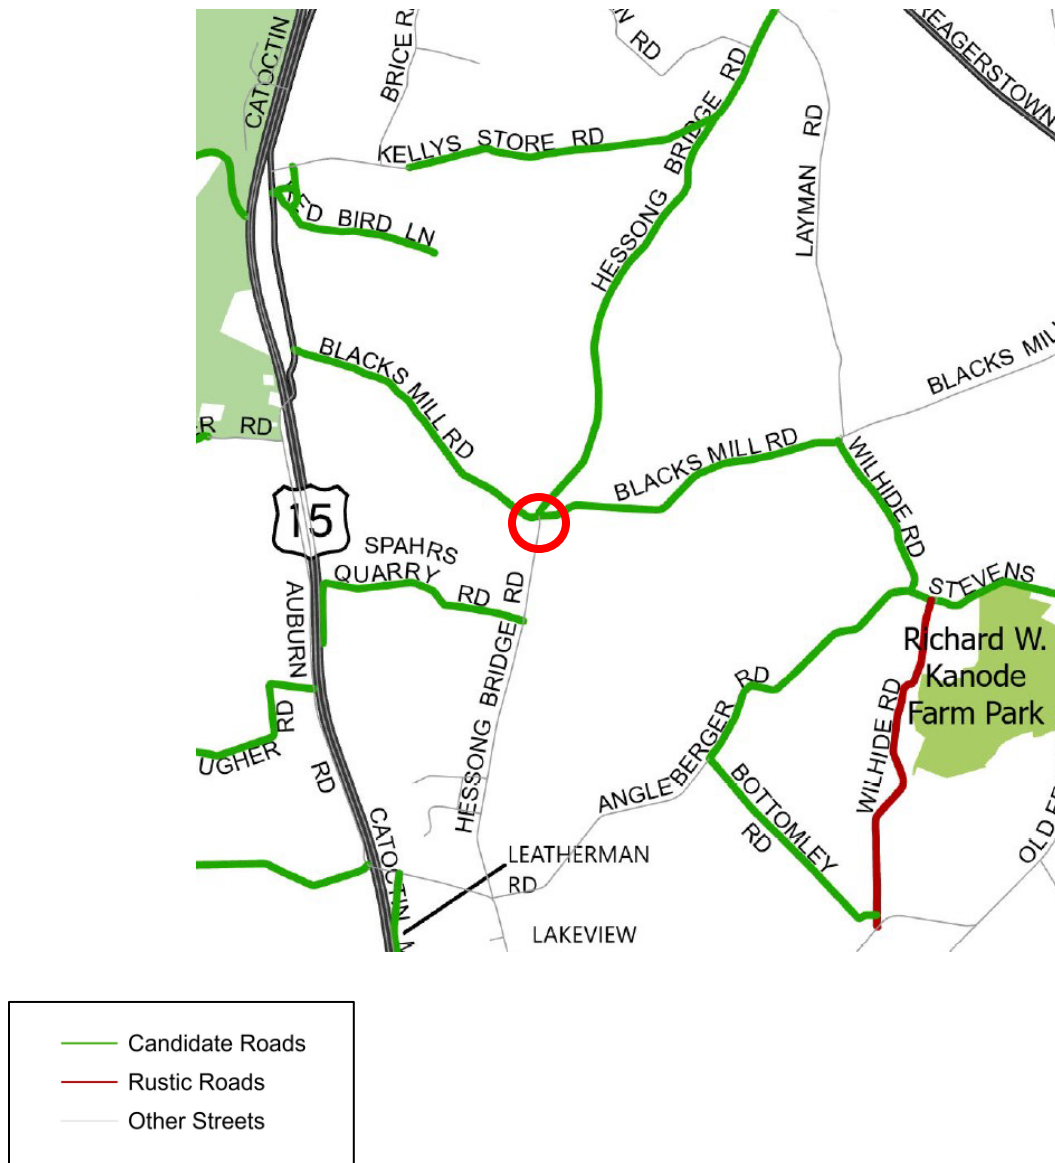 CATOCTIN
BRICE R
N RD
REAGERSTOWN
KELLYS STORE RD
HESSONG BRIDGE RD
LAYMAN RD
RED BIRD LN
BLACKS MILL RD
BLACKS MIL
ER RD
BLACKS MILL RD
WILHIDE RD
15
SPAHRS
QUARRY RD
STEVENS
AUBURN RD
HESSONG BRIDGE RD
Richard W.
Kanode
Farm Park
UGHER RD
WILHIDE RD
ANGLEBERGER RD
BOTTOMLEY
RD
CATOCTIN
LEATHERMAN
RD
OLD
LAKEVIEW
Candidate Roads
Rustic Roads
Other Streets